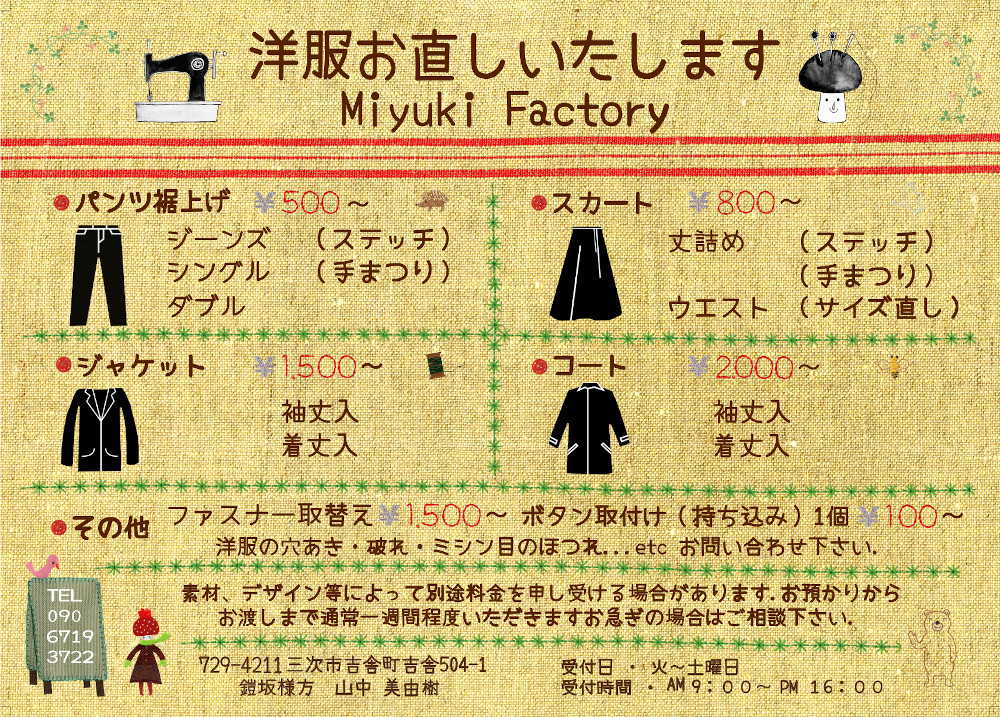 洋服お直しいたします
Miyuki Factory
パンツ裾上げ ¥500〜
ジーンズ (ステッチ)
シングル (手まつり)
ダブル
スカート ¥800〜
丈詰め (ステッチ)
(手まつり)
ウエスト (サイズ直し)
ジャケット ¥1,500〜
袖丈入
着丈入
コート ¥2,000〜
袖丈入
着丈入
その他 ファスナー取替え¥1,500〜 ボタン取付け(持ち込み)1個 ¥100〜
洋服の穴あき・破れ・ミシン目のほつれ...etc お問い合わせ下さい.
素材、デザイン等によって別途料金を申し受ける場合があります.お預かりから
お渡しまで通常一週間程度いただきますお急ぎの場合はご相談下さい.
TEL
090
6719
3722
729-4211 三次市吉舎町吉舎504-1
鎧坂様方 山中 美由樹
受付日 ・ 火〜土曜日
受付時間 ・ AM 9:00〜 PM 16:00